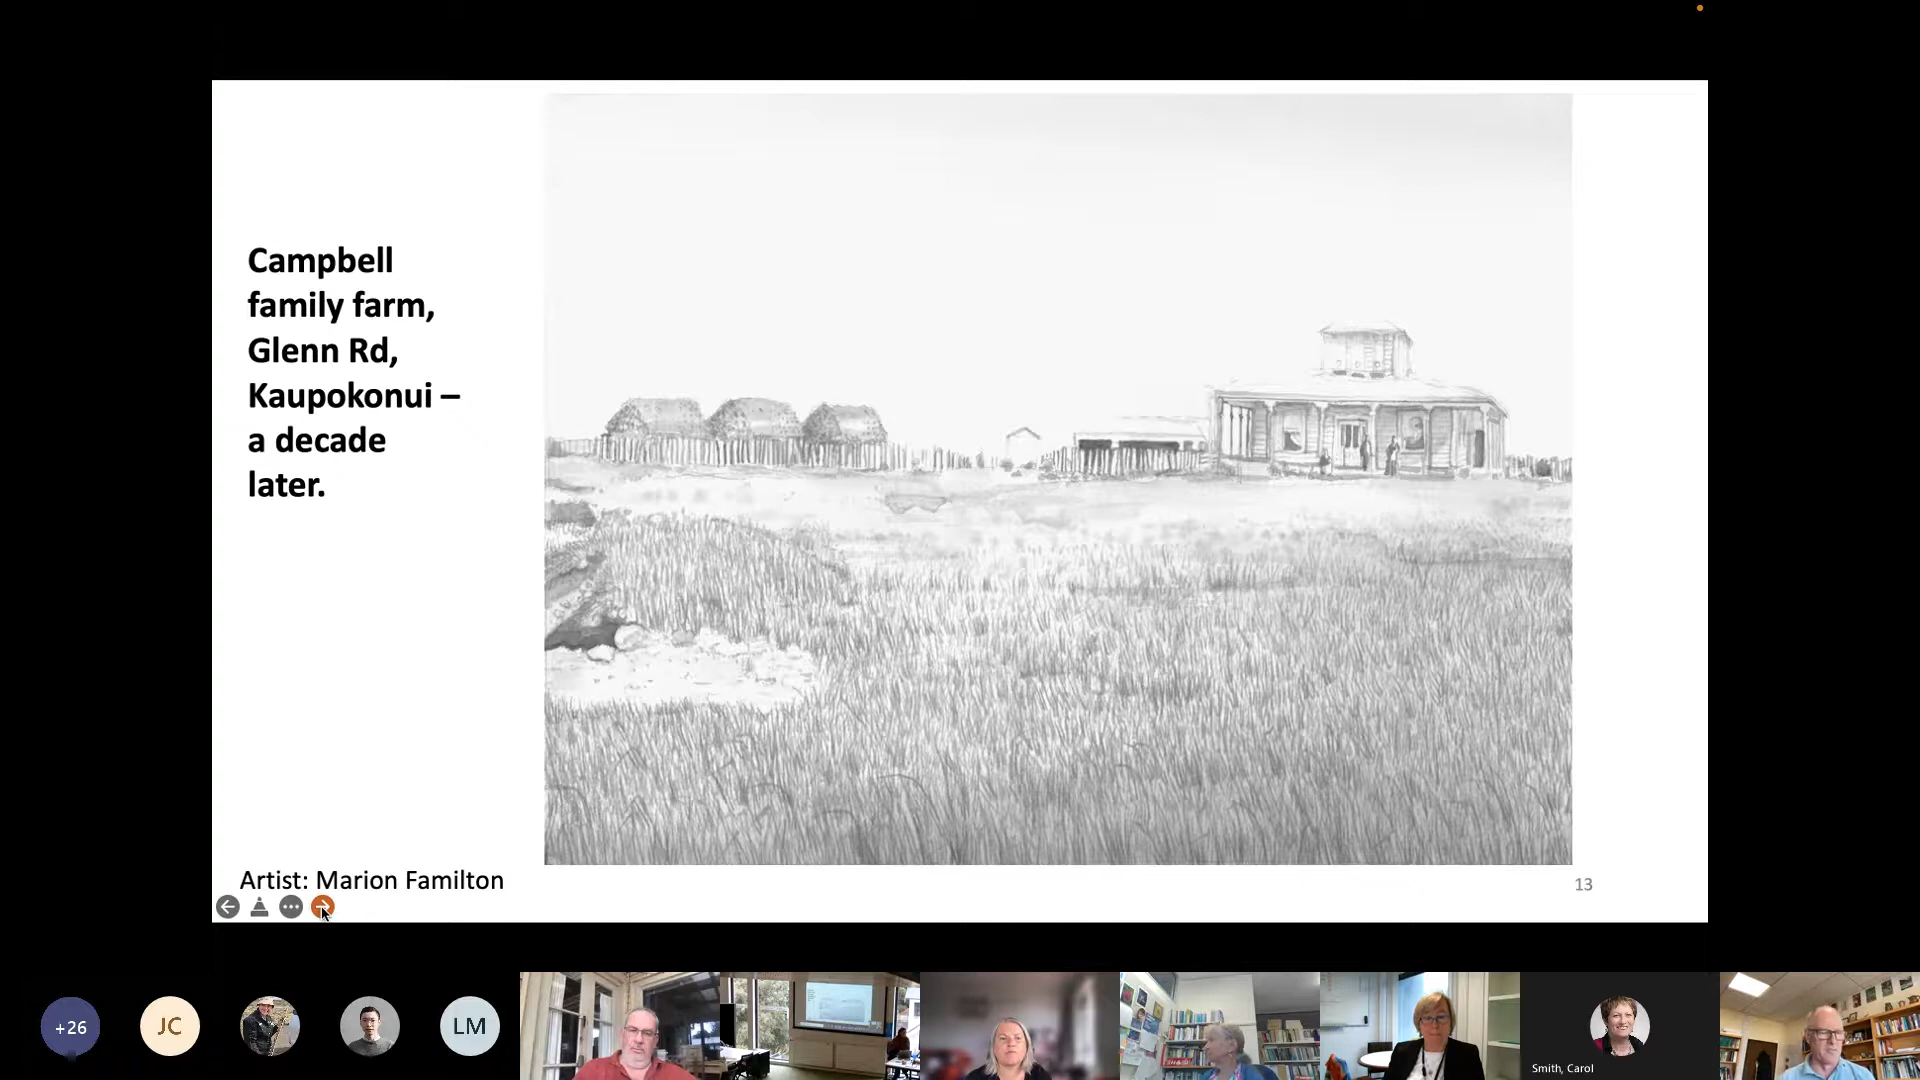 Campbell
family farm,
Glenn Rd,
Kaupokonui –
a decade
later.
Artist: Marion Familton
13
+26
JC
LM
Smith, Carol